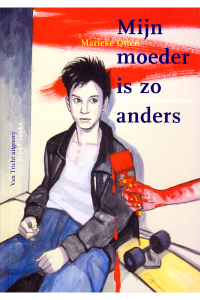 Mijn
Marieke Otten
moeder
is zo
anders
Van Tricht uitgeverij